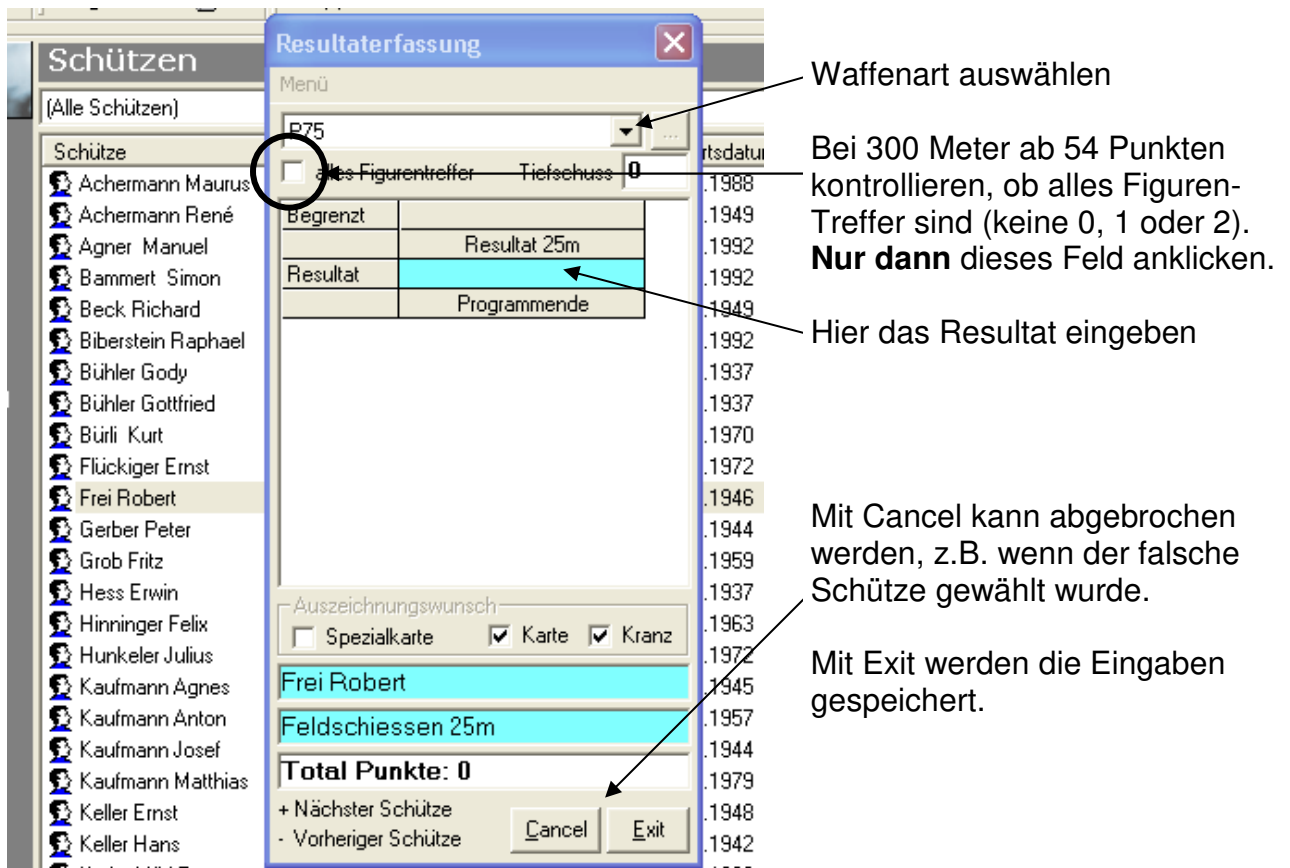 Schützen
(Alle Schützen)
Schütze
Achermann Maurus
Achermann René
Agner Manuel
Bammert Simon
Beck Richard
Biberstein Raphael
Bühler Gody
Bühler Gottfried
Bürli Kurt
Flückiger Ernst
Frei Robert
Gerber Peter
Grob Fritz
Hess Erwin
Hinninger Felix
Hunkeler Julius
Kaufmann Agnes
Kaufmann Anton
Kaufmann Josef
Kaufmann Matthias
Keller Ernst
Keller Hans
Resultaterfassung
Menü
P75
...
alles Figurentreffer Tiefschuss 0
Begrenzt
Resultat 25m
Resultat
Programmende
Auszeichnungswunsch
Spezialkarte Karte Kranz
Frei Robert
Feldschiessen 25m
Total Punkte: 0
+ Nächster Schütze
- Vorheriger Schütze
Cancel Exit
rtsdatu
.1988
.1949
.1992
.1992
.1949
.1992
.1937
.1937
.1970
.1972
.1946
.1944
.1959
.1937
.1963
.1972
.1945
.1957
.1944
.1979
.1948
.1942
Waffenart auswählen
Bei 300 Meter ab 54 Punkten
kontrollieren, ob alles Figuren-
Treffer sind (keine 0, 1 oder 2).
Nur dann dieses Feld anklicken.
Hier das Resultat eingeben
Mit Cancel kann abgebrochen
werden, z.B. wenn der falsche
Schütze gewählt wurde.
Mit Exit werden die Eingaben
gespeichert.